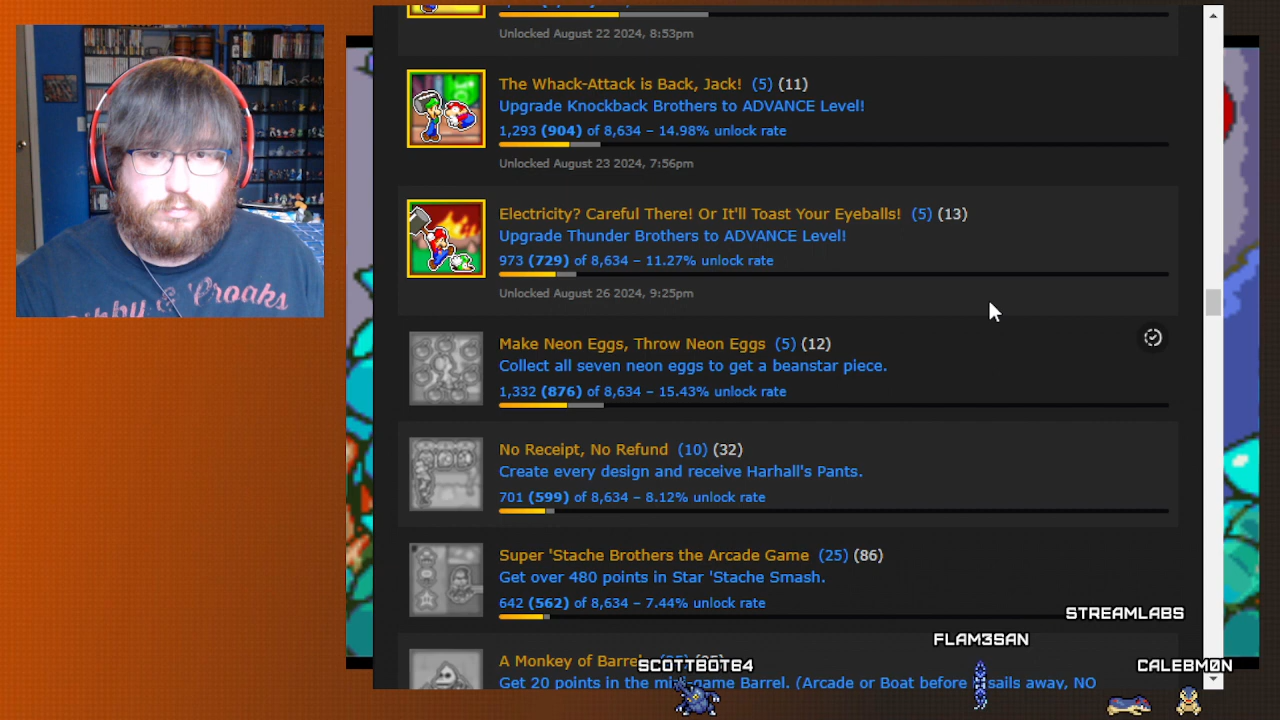 Unlocked August 22 2024, 8:53pm
The Whack-Attack is Back, Jack! (5) (11)
Upgrade Knockback Brothers to ADVANCE Level!
1,293 (904) of 8,634 – 14.98% unlock rate
Unlocked August 23 2024, 7:56pm
Electricity? Careful There! Or It'll Toast Your Eyeballs! (5) (13)
Upgrade Thunder Brothers to ADVANCE Level!
973 (729) of 8,634 – 11.27% unlock rate
Unlocked August 26 2024, 9:25pm
Make Neon Eggs, Throw Neon Eggs (5) (12)
Collect all seven neon eggs to get a beanstar piece.
1,332 (876) of 8,634 – 15.43% unlock rate
No Receipt, No Refund (10) (32)
Create every design and receive Harhall's Pants.
701 (599) of 8,634 – 8.12% unlock rate
Super 'Stache Brothers the Arcade Game (25) (86)
Get over 480 points in Star 'Stache Smash.
642 (562) of 8,634 – 7.44% unlock rate
STREAMLABS
FLAM3SAN
A Monkey of Barrel
SCOTTBOT64
CALEBM0N
Get 20 points in the mini-game Barrel. (Arcade or Boat before it sails away, NO
& Croaks